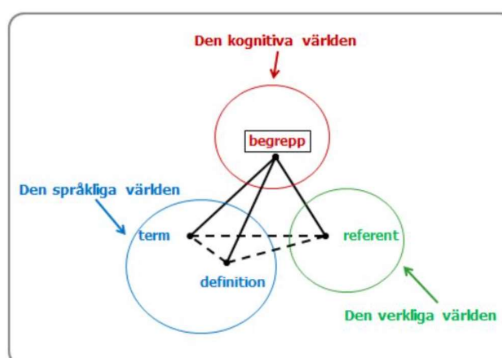 Den kognitiva världen
begrepp
Den språkliga världen
term
referent
definition
Den verkliga världen